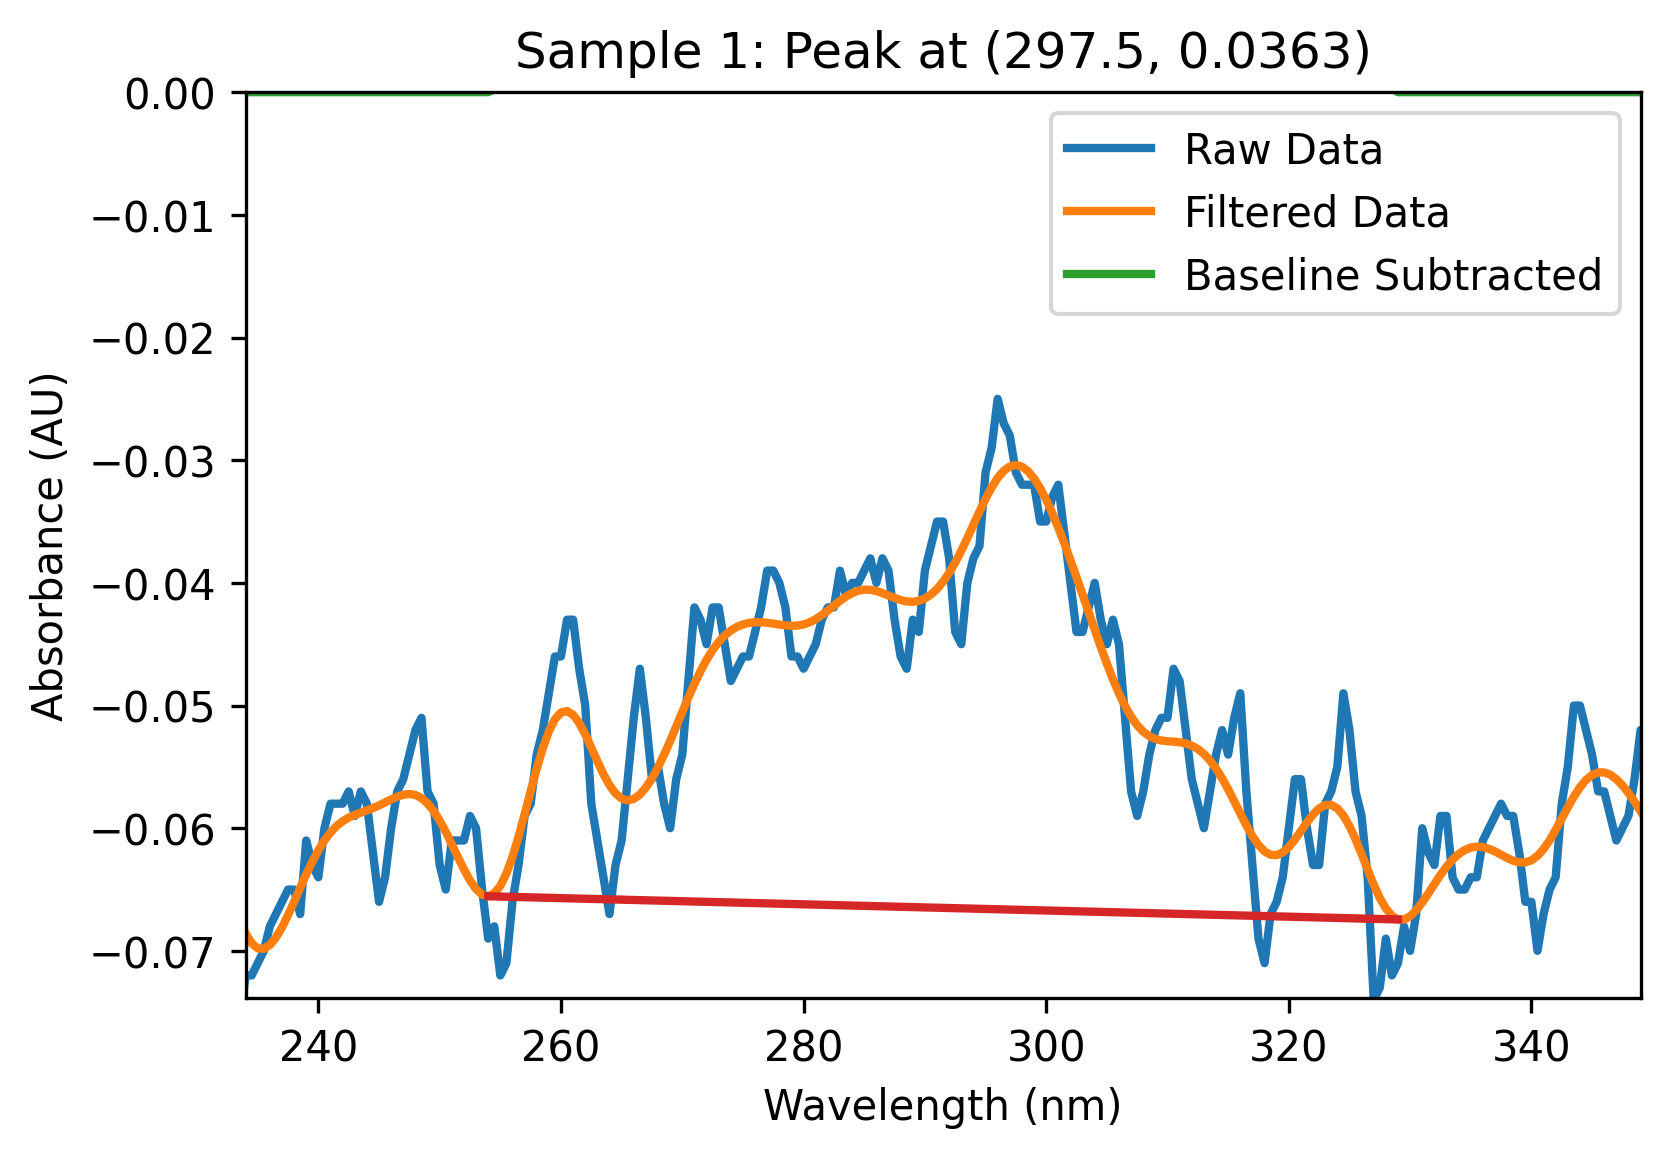 Sample 1: Peak at (297.5, 0.0363)
0.00
−0.01
−0.02
−0.03
−0.04
−0.05
−0.06
−0.07
Absorbance (AU)
Raw Data
Filtered Data
Baseline Subtracted
240 260 280 300 320 340
Wavelength (nm)